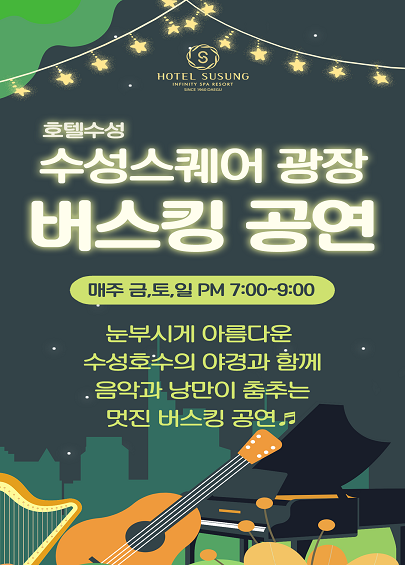 S
HOTEL SUSUNG
INFINITY SPA RESORT
SINCE 1966 DAEGU
호텔수성
수성스퀘어 광장
버스킹 공연
매주 금,토,일 PM 7:00~9:00
눈부시게 아름다운
수성호수의 야경과 함께
음악과 낭만이 춤추는
멋진 버스킹 공연♬